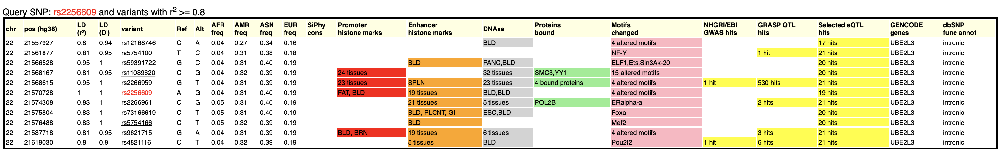 Query SNP: rs2256609 and variants with r2 >= 0.8
chr pos (hg38) LD (r²) LD (D') variant Ref Alt AFR freq AMR freq ASN freq EUR freq SiPhy cons Promoter histone marks Enhancer histone marks DNAse Proteins bound Motifs changed NHGRI/EBI GWAS hits GRASP QTL hits Selected eQTL hits GENCODE genes dbSNP func annot
22 21557927 0.8 0.94 rs12168746 C A 0.04 0.27 0.34 0.16 BLD 4 altered motifs 17 hits UBE2L3 intronic
22 21561877 0.81 0.95 rs5754100 T C 0.04 0.31 0.38 0.18 NF-Y 1 hit 21 hits UBE2L3 intronic
22 21566528 0.95 1 rs59391722 G C 0.04 0.31 0.40 0.19 BLD PANC,BLD ELF1,Ets,Sin3Ak-20 20 hits UBE2L3 intronic
22 21568167 0.81 0.95 rs11089620 C G 0.04 0.32 0.39 0.19 24 tissues 32 tissues SMC3,YY1 15 altered motifs 20 hits UBE2L3 intronic
22 21568615 0.95 1 rs2266959 G T 0.04 0.31 0.39 0.19 23 tissues SPLN 23 tissues 4 bound proteins 4 altered motifs 1 hit 530 hits 21 hits UBE2L3 intronic
22 21570728 1 1 rs2256609 A G 0.04 0.31 0.40 0.19 FAT, BLD 19 tissues BLD,BLD 4 altered motifs 19 hits UBE2L3 intronic
22 21574308 0.83 1 rs2266961 C G 0.05 0.31 0.40 0.19 21 tissues 5 tissues POL2B ERalpha-a 2 hits 21 hits UBE2L3 intronic
22 21575804 0.83 1 rs73166619 C T 0.05 0.31 0.40 0.19 BLD, PLCNT, GI ESC,BLD Foxa 20 hits UBE2L3 intronic
22 21576488 0.83 1 rs5754166 C T 0.05 0.32 0.39 0.19 BLD Mef2 20 hits UBE2L3 intronic
22 21587718 0.81 0.95 rs9621715 G A 0.04 0.31 0.39 0.19 BLD, BRN 19 tissues 6 tissues 4 altered motifs 3 hits 21 hits UBE2L3 intronic
22 21619030 0.8 0.9 rs4821116 C T 0.04 0.32 0.39 0.19 5 tissues BLD Pou2f2 1 hit 6 hits 21 hits UBE2L3 intronic